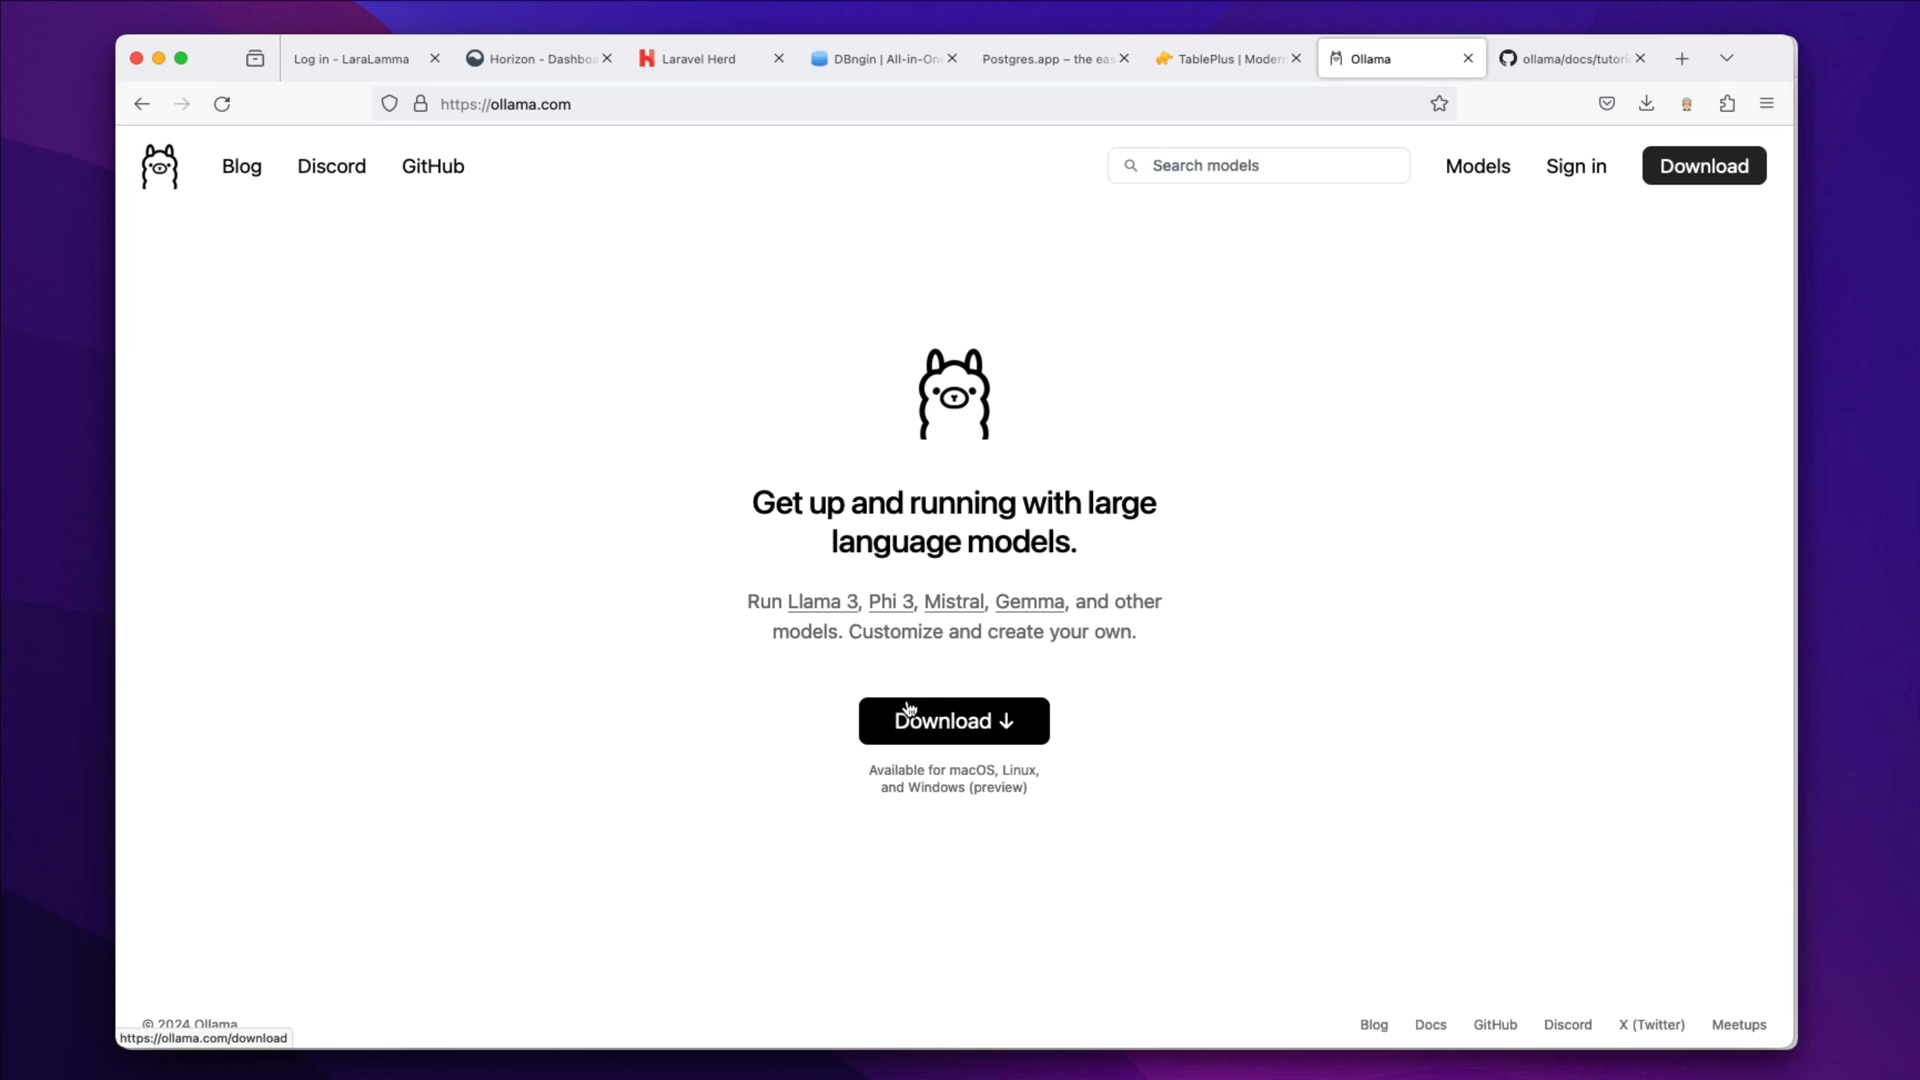 Log in - LaraLamma
Horizon - Dashboa
Laravel Herd
DBngin | All-in-On
Postgres.app – the eas
TablePlus | Modern
Ollama
ollama/docs/tutori
https://ollama.com
Blog
Discord
GitHub
Search models
Models
Sign in
Download
Get up and running with large
language models.
Run Llama 3, Phi 3, Mistral, Gemma, and other
models. Customize and create your own.
Download ↓
Available for macOS, Linux,
and Windows (preview)
© 2024 Ollama
Blog
Docs
GitHub
Discord
X (Twitter)
Meetups
https://ollama.com/download